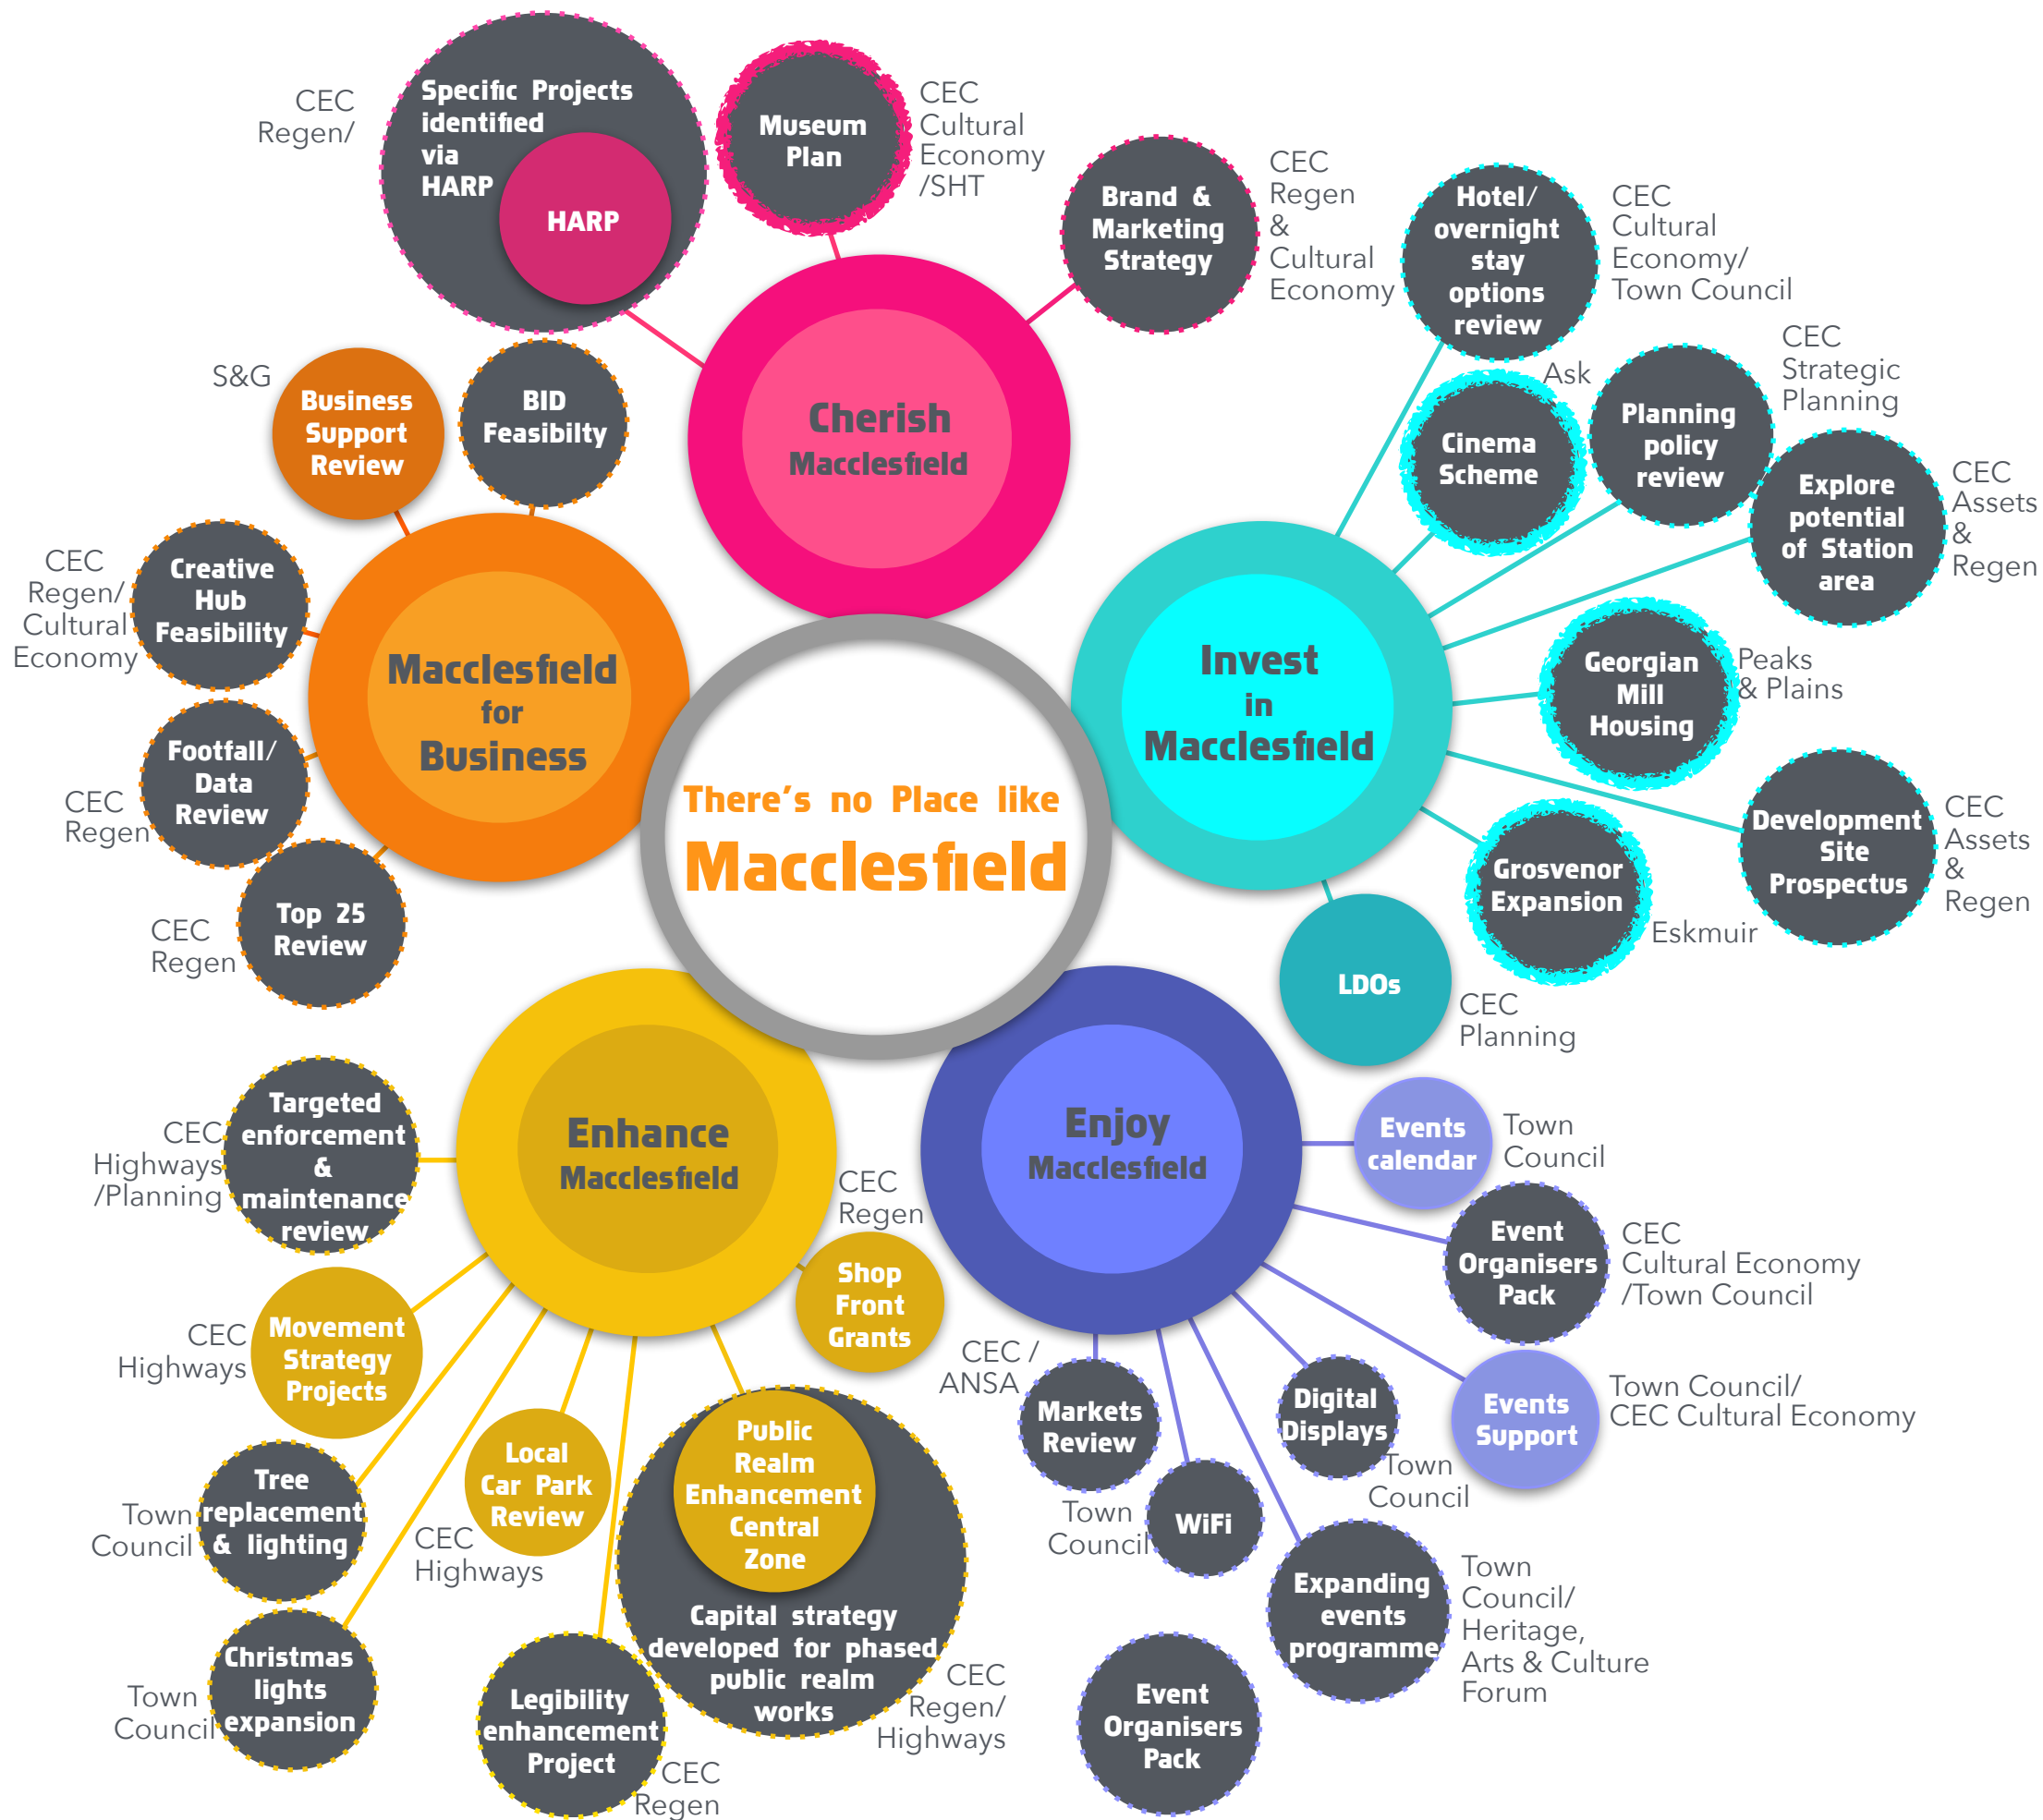 CEC
Regen/
Specific Projects
identified
via
HARP
HARP
Museum
Plan
CEC
Cultural
Economy
/SHT
Brand &
Marketing
Strategy
CEC
Regen
&
Cultural
Economy
Cherish
Macclesfield
Hotel/
overnight
stay
options
review
CEC
Cultural
Economy/
Town Council
Ask
Cinema
Scheme
Planning
policy
review
CEC
Strategic
Planning
Explore
potential
of Station
area
CEC
Assets
&
Regen
Georgian
Mill
Housing
Peaks
& Plains
Development
Site
Prospectus
CEC
Assets
&
Regen
Grosvenor
Expansion
Eskmuir
LDOs
CEC
Planning
Invest
in
Macclesfield
S&G
Business
Support
Review
BID
Feasibilty
CEC
Regen/
Cultural
Economy
Creative
Hub
Feasibility
Footfall/
Data
Review
CEC
Regen
Top 25
Review
CEC
Regen
Macclesfield
for
Business
There's no Place like
Macclesfield
Enhance
Macclesfield
CEC
Highways
/Planning
Targeted
enforcement
&
maintenance
review
CEC
Highways
Movement
Strategy
Projects
Town
Council
Tree
replacement
& lighting
Town
Council
Christmas
lights
expansion
CEC
Highways
Local
Car Park
Review
Legibility
enhancement
Project
CEC
Regen
Public
Realm
Enhancement
Central
Zone
Capital strategy
developed for phased
public realm
works
CEC
Regen/
Highways
CEC
Regen
Shop
Front
Grants
Enjoy
Macclesfield
Events
calendar
Town
Council
Event
Organisers
Pack
CEC
Cultural Economy
/Town Council
Events
Support
Town Council/
CEC Cultural Economy
Digital
Displays
Town
Council
CEC /
ANSA
Markets
Review
Town
Council
WiFi
Expanding
events
programme
Town
Council/
Heritage,
Arts & Culture
Forum
Event
Organisers
Pack